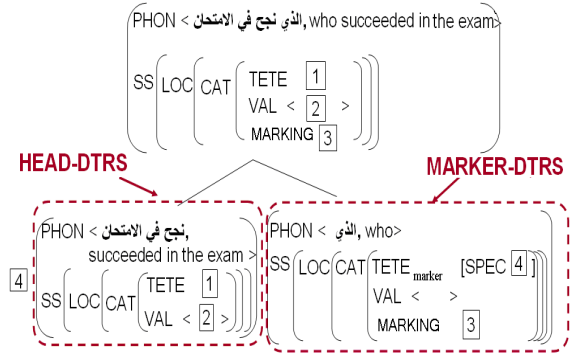 PHON < الذي نجح في الامتحان, who succeeded in the exam>
SS LOC CAT TETE 1
VAL < 2 >
MARKING 3
HEAD-DTRS
MARKER-DTRS
PHON < نجح في الامتحان,
succeeded in the exam >
4
SS LOC CAT TETE 1
VAL < 2 >
PHON < الذي, who>
SS LOC CAT TETE marker [SPEC 4 ]
VAL < >
MARKING 3